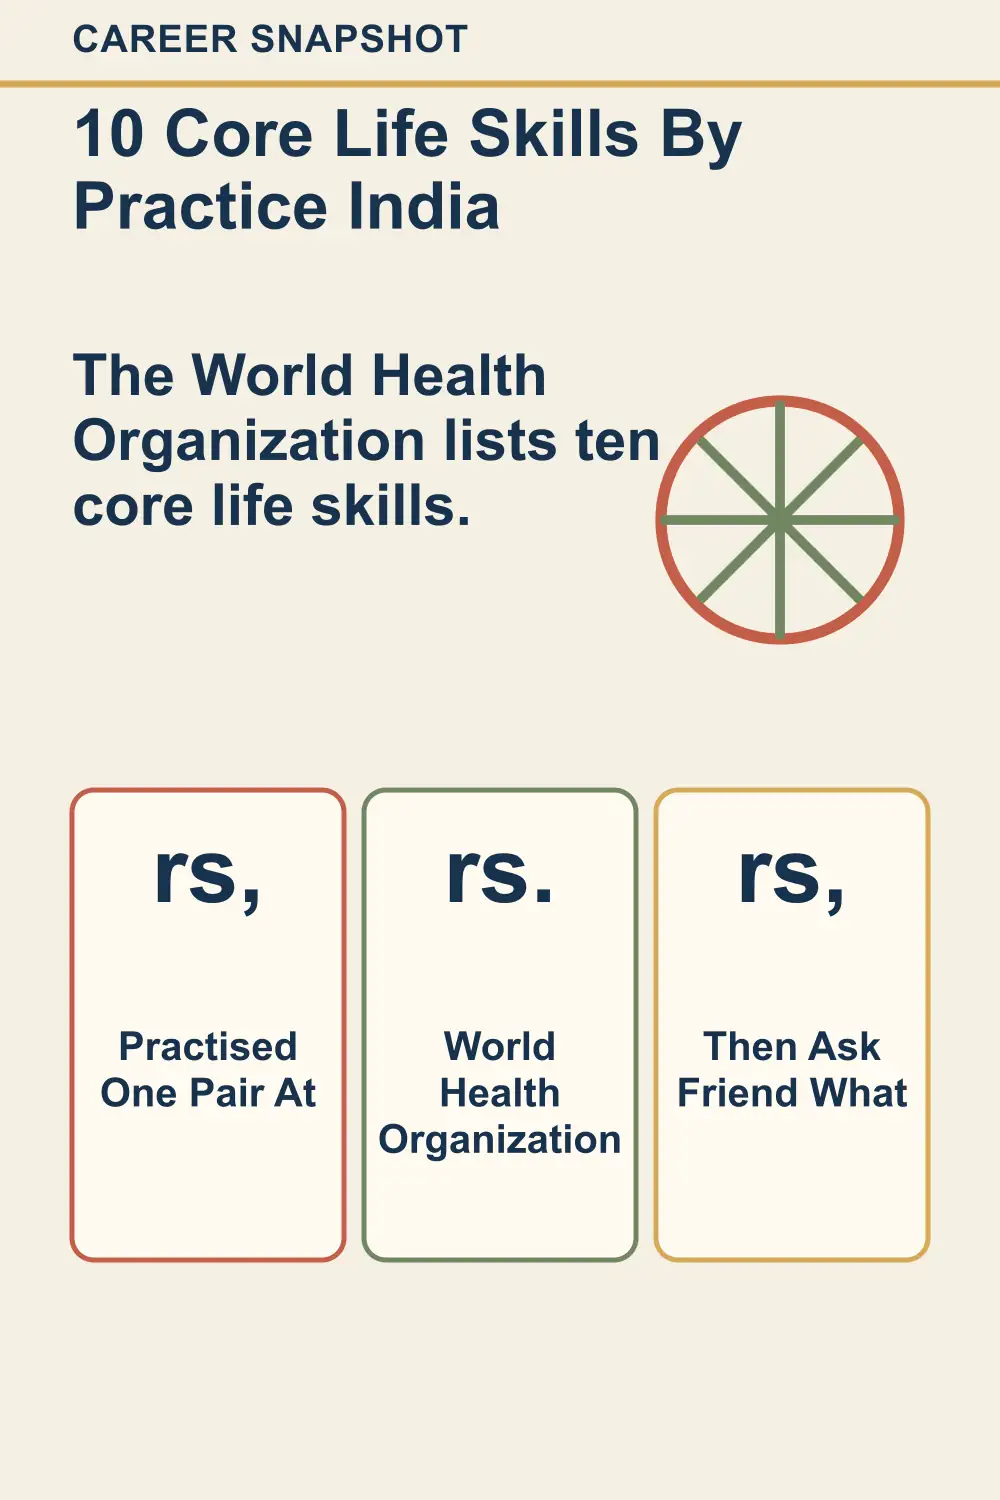 CAREER SNAPSHOT
10 Core Life Skills By
Practice India
The World Health
Organization lists ten
core life skills.
rs,
Practised
One Pair At
rs.
World
Health
Organization
rs,
Then Ask
Friend What